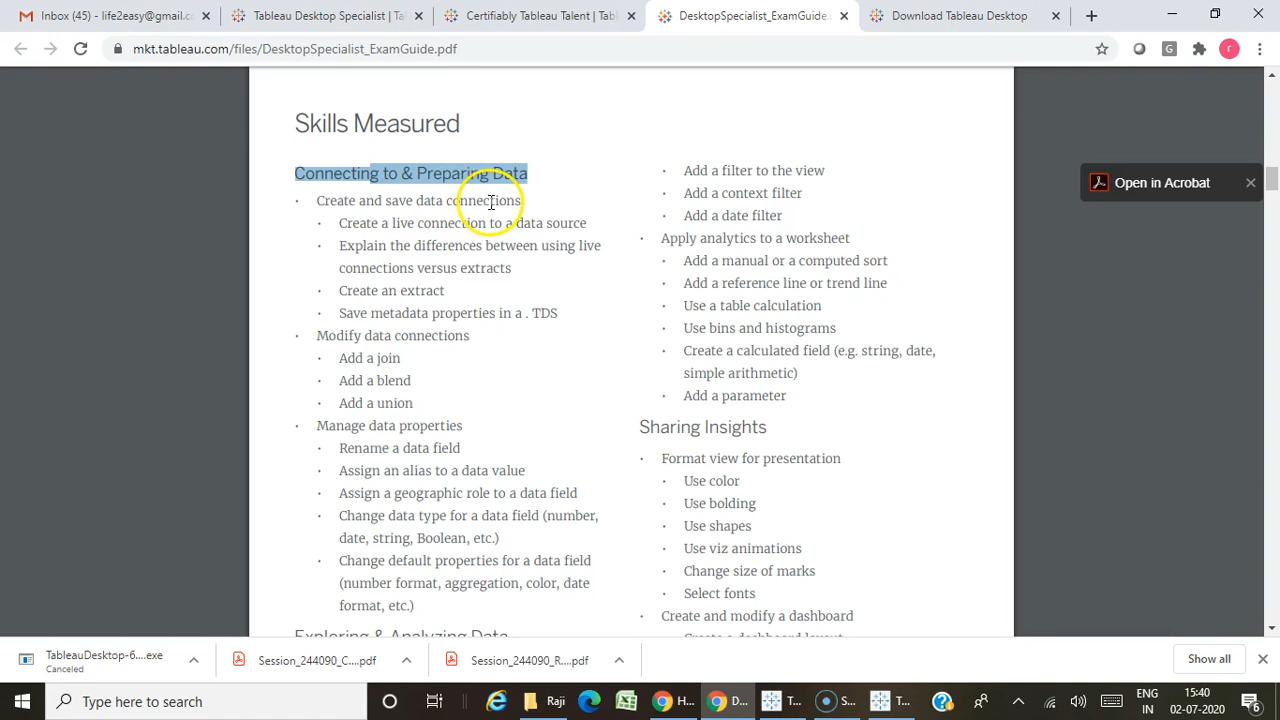 Inbox (45) - life2easy@gmail.c
Tableau Desktop Specialist | T
Certifiably Tableau Talent | Tab
DesktopSpecialist_ExamGuide.
Download Tableau Desktop
mkt.tableau.com/files/DesktopSpecialist_ExamGuide.pdf
G
r
Skills Measured
Connecting to & Preparing Data
• Create and save data connections
• Create a live connection to a data source
• Explain the differences between using live
connections versus extracts
• Create an extract
• Save metadata properties in a . TDS
• Modify data connections
• Add a join
• Add a blend
• Add a union
• Manage data properties
• Rename a data field
• Assign an alias to a data value
• Assign a geographic role to a data field
• Change data type for a data field (number,
date, string, Boolean, etc.)
• Change default properties for a data field
(number format, aggregation, color, date
format, etc.)
Exploring & Analyzing Data
• Add a filter to the view
• Add a context filter
• Add a date filter
• Apply analytics to a worksheet
• Add a manual or a computed sort
• Add a reference line or trend line
• Use a table calculation
• Use bins and histograms
• Create a calculated field (e.g. string, date,
simple arithmetic)
• Add a parameter
Sharing Insights
• Format view for presentation
• Use color
• Use bolding
• Use shapes
• Use viz animations
• Change size of marks
• Select fonts
• Create and modify a dashboard
Create a dashboard layout
Open in Acrobat
TableauDesktop-6....exe
Canceled
Session_244090_C....pdf
Session_244090_R....pdf
Show all
Type here to search
Raji
H...
D...
T...
S...
T...
ENG
IN
15:40
02-07-2020
6